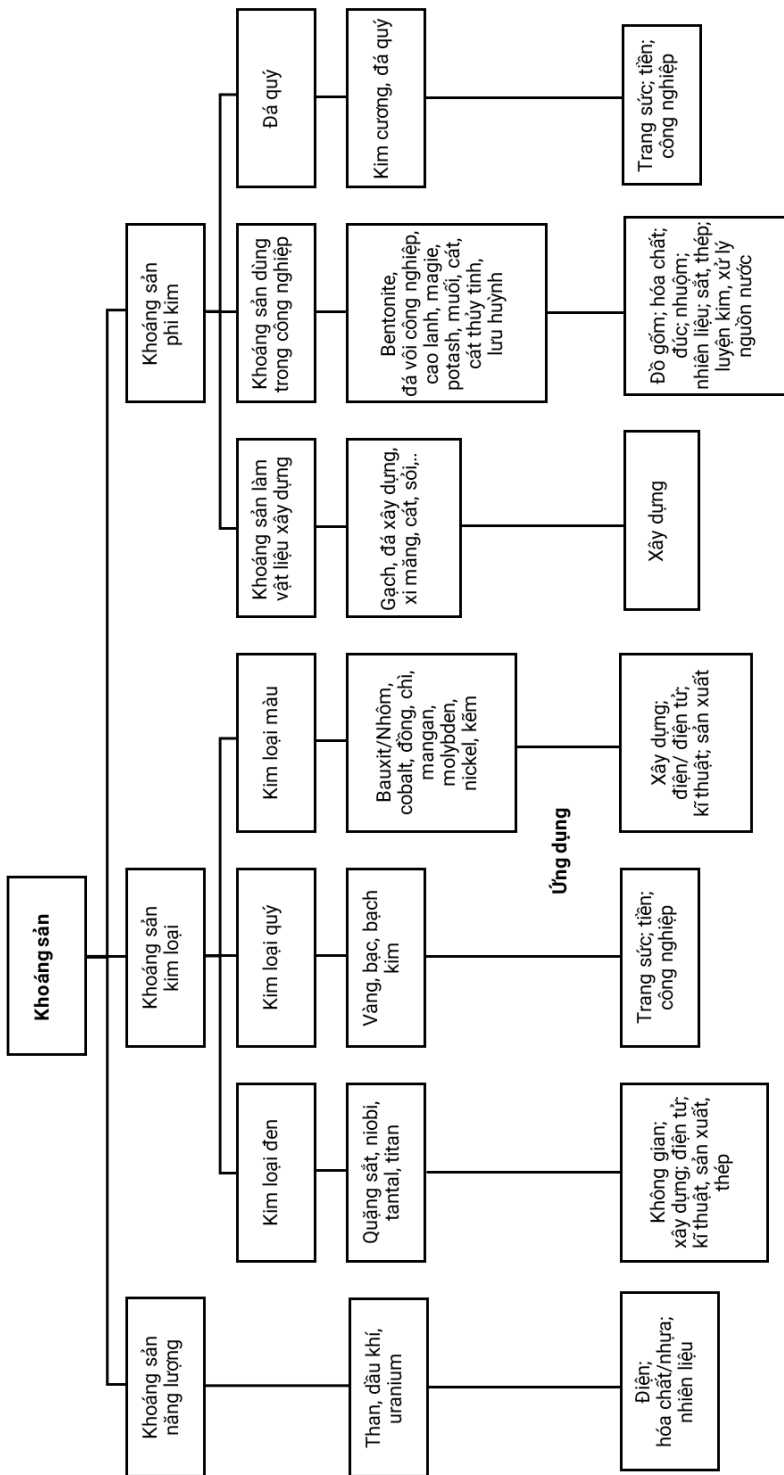 Khoáng sản
Khoáng sản
năng lượng
Khoáng sản
kim loại
Khoáng sản
phi kim
Kim loại đen
Kim loại quý
Kim loại màu
Khoáng sản làm
vật liệu xây dựng
Khoáng sản dùng
trong công nghiệp
Đá quý
Than, dầu khí,
uranium
Quặng sắt, niobi,
tantal, titan
Vàng, bạc, bạch
kim
Bauxit/Nhôm,
cobalt, đồng, chì,
mangan,
molybden,
nickel, kẽm
Gạch, đá xây dựng,
xi măng, cát, sỏi,..
Bentonite,
đá vôi công nghiệp,
cao lanh, magie,
potash, muối, cát,
cát thủy tinh,
lưu huỳnh
Kim cương, đá quý
Ứng dụng
Điện;
hóa chất/nhựa;
nhiên liệu
Không gian;
xây dựng; điện tử;
kĩ thuật, sản xuất,
thép
Trang sức; tiền;
công nghiệp
Xây dựng;
điện/ điện tử;
kĩ thuật; sản xuất
Xây dựng
Đồ gốm; hóa chất;
đúc; nhuộm;
nhiên liệu; sắt, thép;
luyện kim, xử lý
nguồn nước
Trang sức; tiền;
công nghiệp